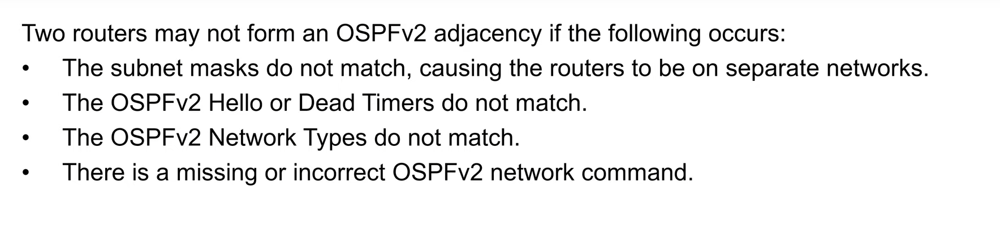 Two routers may not form an OSPFv2 adjacency if the following occurs:
• The subnet masks do not match, causing the routers to be on separate networks.
• The OSPFv2 Hello or Dead Timers do not match.
• The OSPFv2 Network Types do not match.
• There is a missing or incorrect OSPFv2 network command.